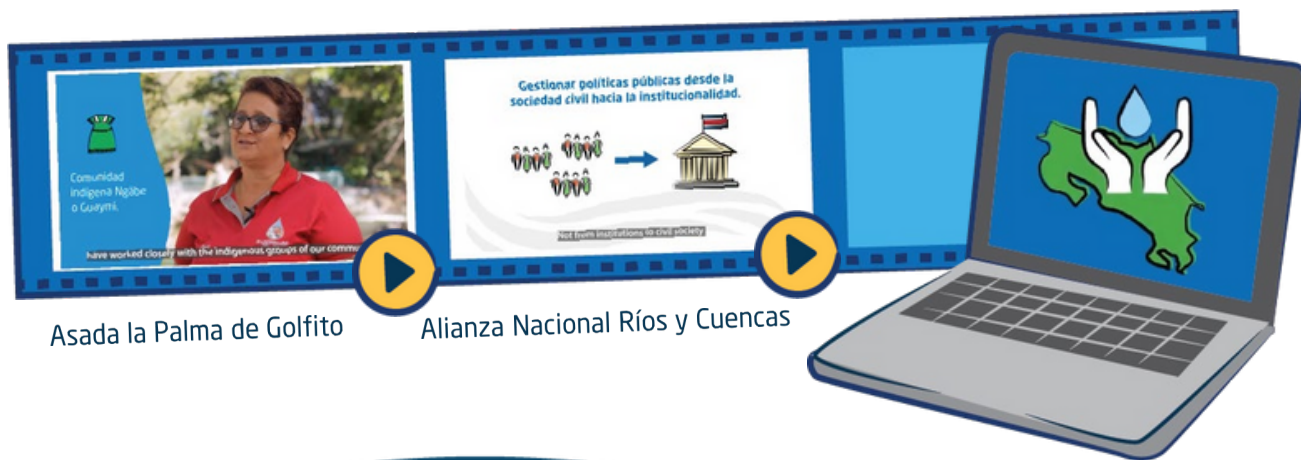 Comunidad
indígena Ngäbe
o Guaymí.
have worked closely with the indigenous groups of our commu
Gestionar políticas públicas desde la
sociedad civil hacia la institucionalidad.
Not from institutions to civil society
Asada la Palma de Golfito
Alianza Nacional Ríos y Cuencas